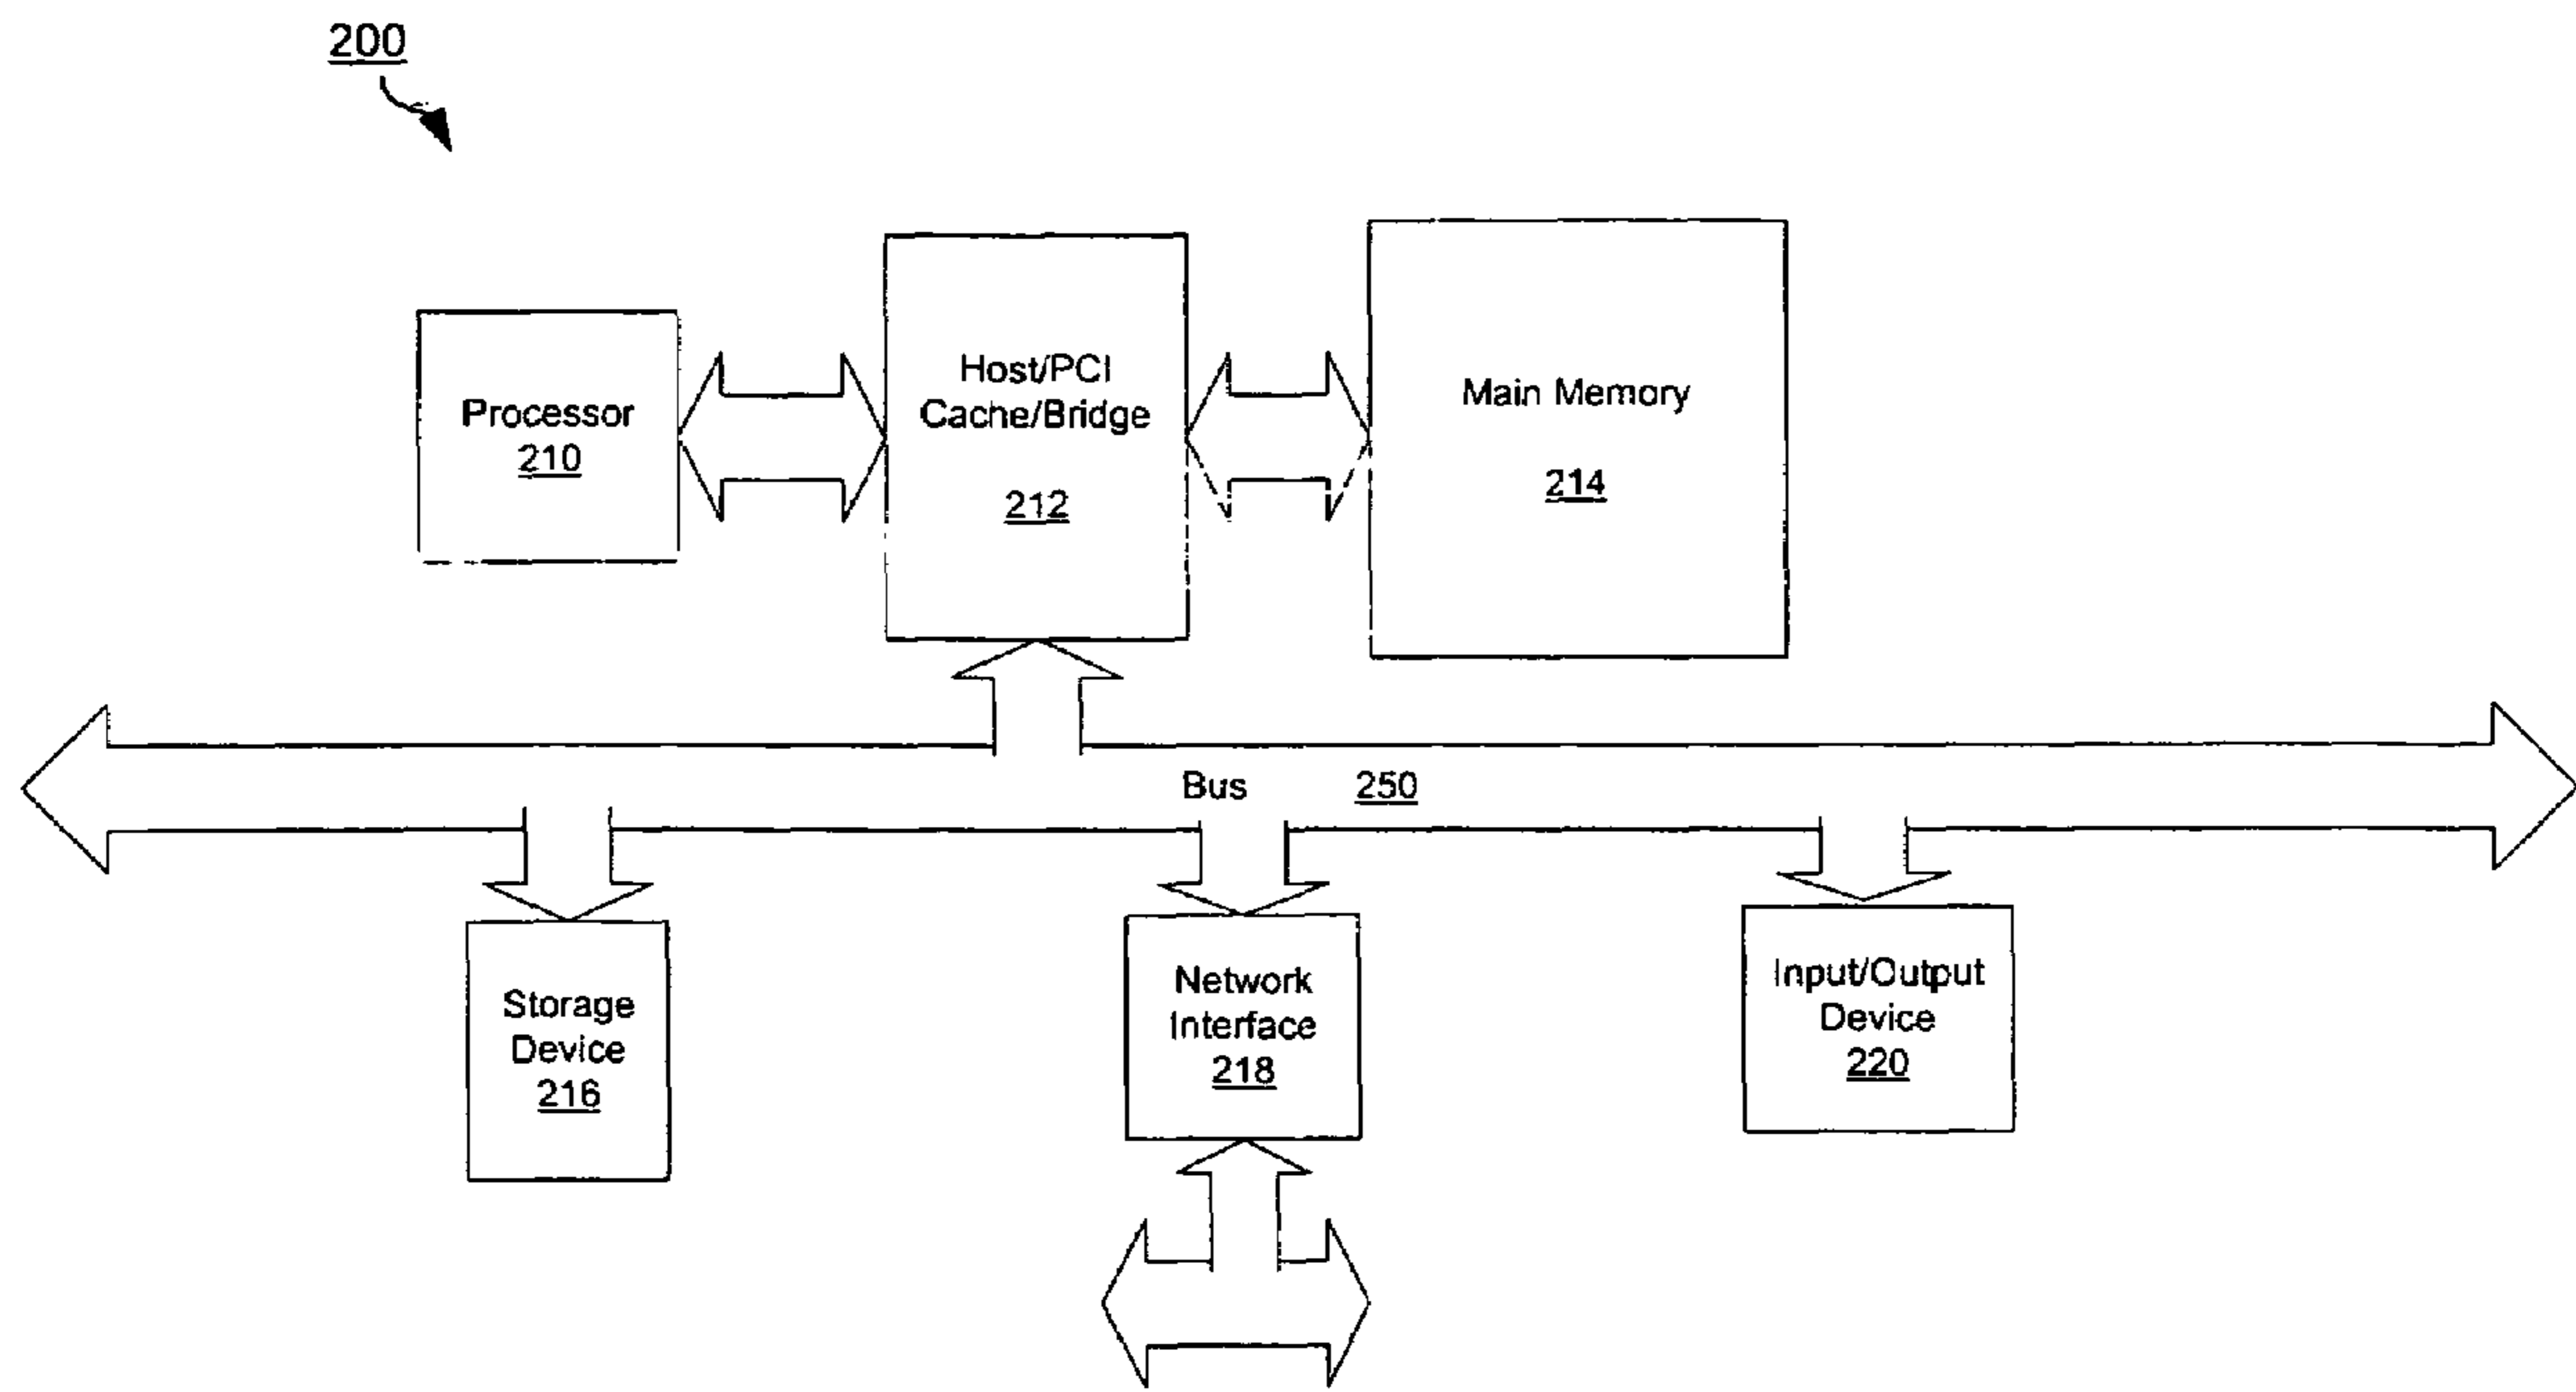 200
Processor
210
Host/PCI
Cache/Bridge
212
Main Memory
214
Bus 250
Storage
Device
216
Network
Interface
218
Input/Output
Device
220